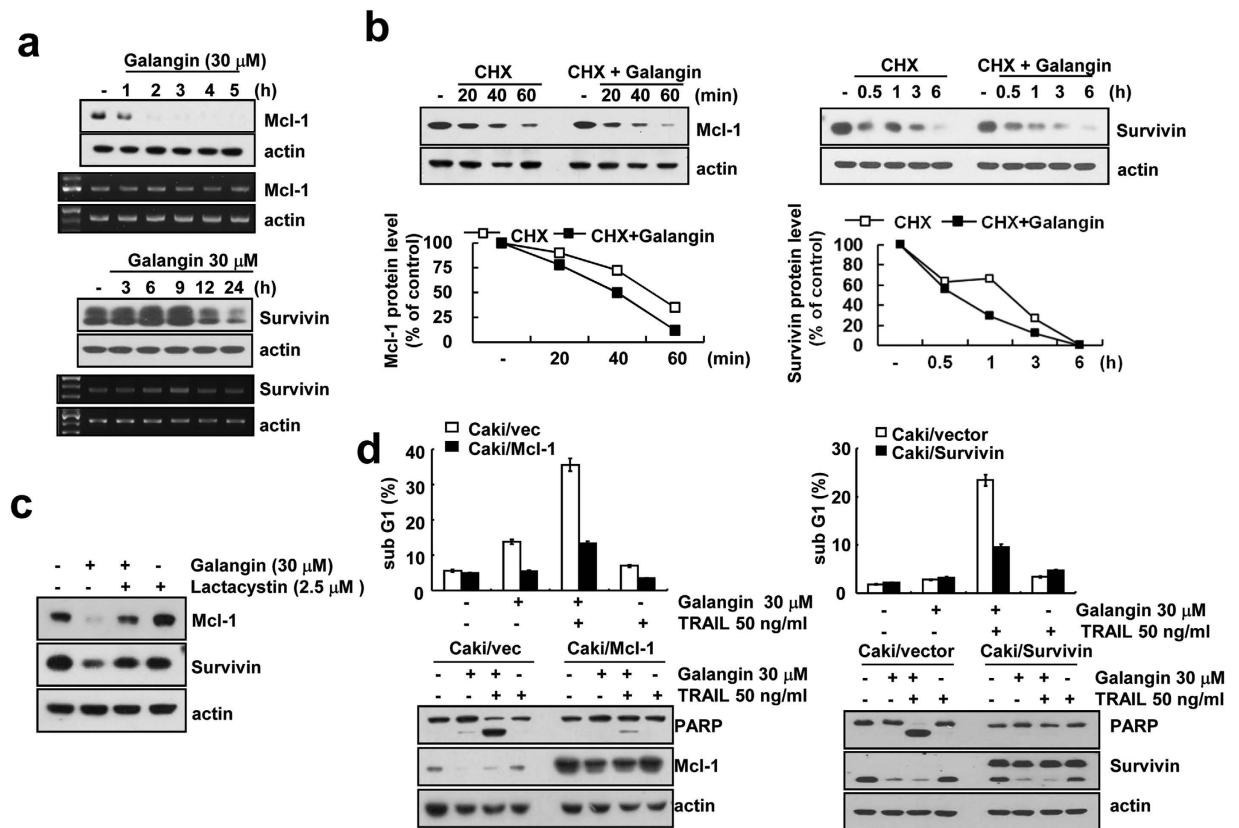 a
Galangin (30 μM)
- 1 2 3 4 5 (h)
Mcl-1
actin
Mcl-1
actin
Galangin 30 μM
- 3 6 9 12 24 (h)
Survivin
actin
Survivin
actin
b
CHX CHX + Galangin
- 20 40 60 - 20 40 60 (min)
Mcl-1
actin
CHX CHX+Galangin
Mcl-1 protein level
(% of control)
100
75
50
25
0
- 20 40 60 (min)
CHX CHX + Galangin
- 0.5 1 3 6 - 0.5 1 3 6 (h)
Survivin
actin
CHX CHX+Galangin
Survivin protein level
(% of control)
100
80
60
40
20
0
- 0.5 1 3 6 (h)
c
- + + - Galangin (30 μM)
- - + + Lactacystin (2.5 μM )
Mcl-1
Survivin
actin
d
Caki/vec
Caki/Mcl-1
sub G1 (%)
40
30
20
10
0
- + + - Galangin 30 μM
- - + + TRAIL 50 ng/ml
Caki/vec Caki/Mcl-1
- + + - - + + - Galangin 30 μM
- - + + - - + + TRAIL 50 ng/ml
PARP
Mcl-1
actin
Caki/vector
Caki/Survivin
sub G1 (%)
30
20
10
0
- + + - Galangin 30 μM
- - + + TRAIL 50 ng/ml
Caki/vector Caki/Survivin
- + + - - + + - Galangin 30 μM
- - + + - - + + TRAIL 50 ng/ml
PARP
Survivin
actin